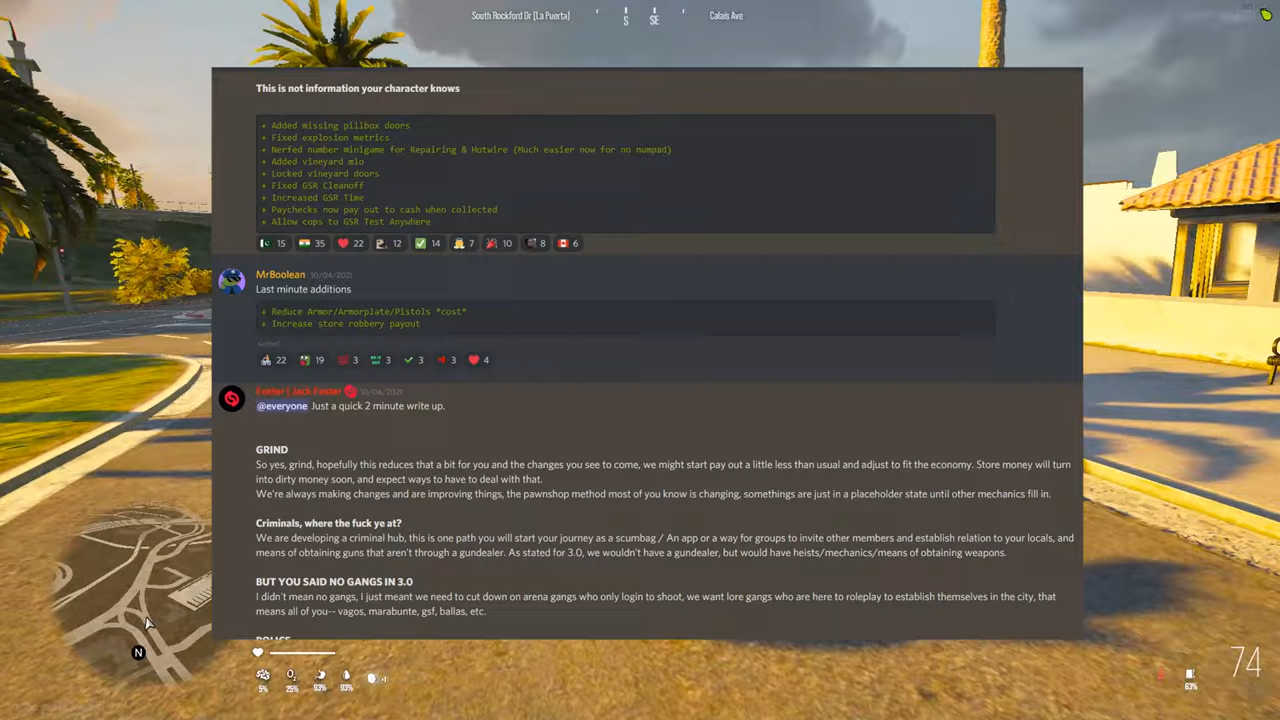 South Rockford Dr [La Puerta]
S
SE
Calais Ave
This is not information your character knows
+ Added missing pillbox doors
+ Fixed explosion metrics
+ Nerfed number minigame for Repairing & Hotwire (Much easier now for no numpad)
+ Added vineyard mlo
+ Locked vineyard doors
+ Fixed GSR Cleanoff
+ Increased GSR Time
+ Paychecks now pay out to cash when collected
+ Allow cops to GSR Test Anywhere
15 35 22 12 14 7 10 8 6
MrBoolean 10/04/2021
Last minute additions
+ Reduce Armor/Armorplate/Pistols *cost*
+ Increase store robbery payout
22 19 3 3 3 3 4
Foster | Jack Foster 10/06/2021
@everyone Just a quick 2 minute write up.
GRIND
So yes, grind, hopefully this reduces that a bit for you and the changes you see to come, we might start pay out a little less than usual and adjust to fit the economy. Store money will turn
into dirty money soon, and expect ways to have to deal with that.
We're always making changes and are improving things, the pawnshop method most of you know is changing, somethings are just in a placeholder state until other mechanics fill in.
Criminals, where the fuck ye at?
We are developing a criminal hub, this is one path you will start your journey as a scumbag / An app or a way for groups to invite other members and establish relation to your locals, and
means of obtaining guns that aren't through a gundealer. As stated for 3.0, we wouldn't have a gundealer, but would have heists/mechanics/means of obtaining weapons.
BUT YOU SAID NO GANGS IN 3.0
I didn't mean no gangs, I just meant we need to cut down on arena gangs who only login to shoot, we want lore gangs who are here to roleplay to establish themselves in the city, that
means all of you-- vagos, marabunte, gsf, ballas, etc.
POLICE
N
5% 25% 93% 93%
63%
74